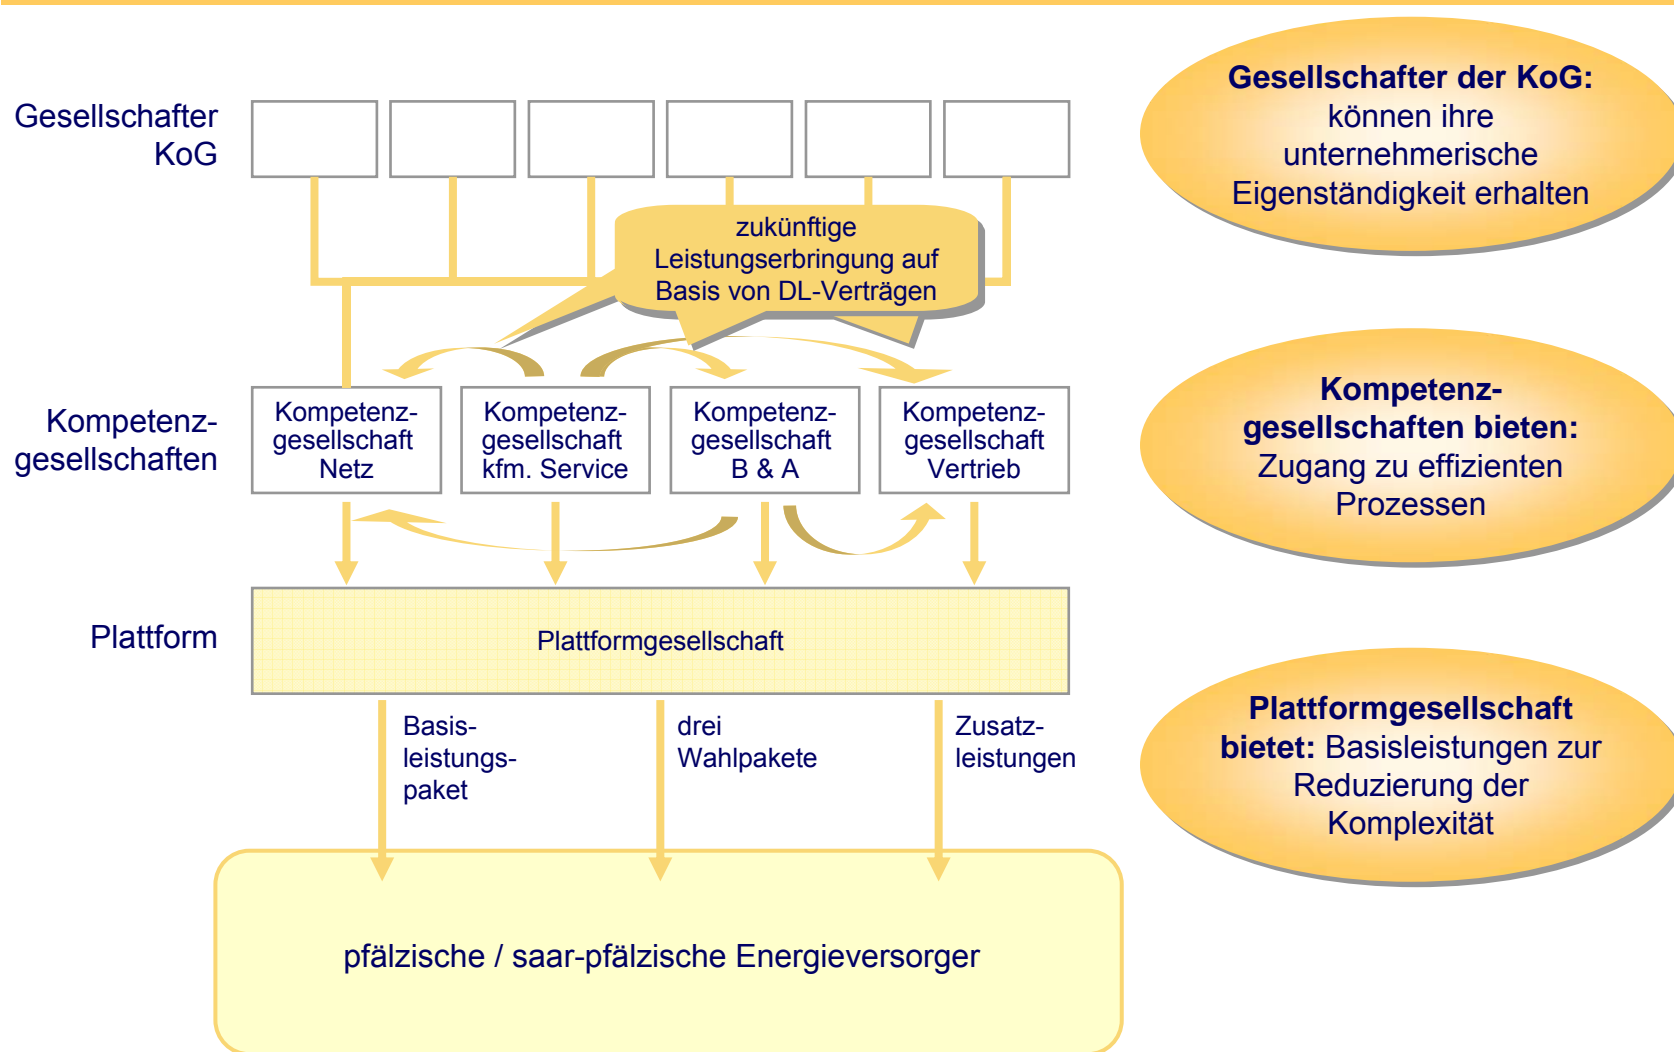 Gesellschafter
KoG
zukünftige
Leistungserbringung auf
Basis von DL-Verträgen
Gesellschafter der KoG:
können ihre
unternehmerische
Eigenständigkeit erhalten
Kompetenz-
gesellschaften
Kompetenz-
gesellschaft
Netz
Kompetenz-
gesellschaft
kfm. Service
Kompetenz-
gesellschaft
B & A
Kompetenz-
gesellschaft
Vertrieb
Kompetenz-
gesellschaften bieten:
Zugang zu effizienten
Prozessen
Plattform
Plattformgesellschaft
Basis-
leistungs-
paket
drei
Wahlpakete
Zusatz-
leistungen
Plattformgesellschaft
bietet: Basisleistungen zur
Reduzierung der
Komplexität
pfälzische / saar-pfälzische Energieversorger